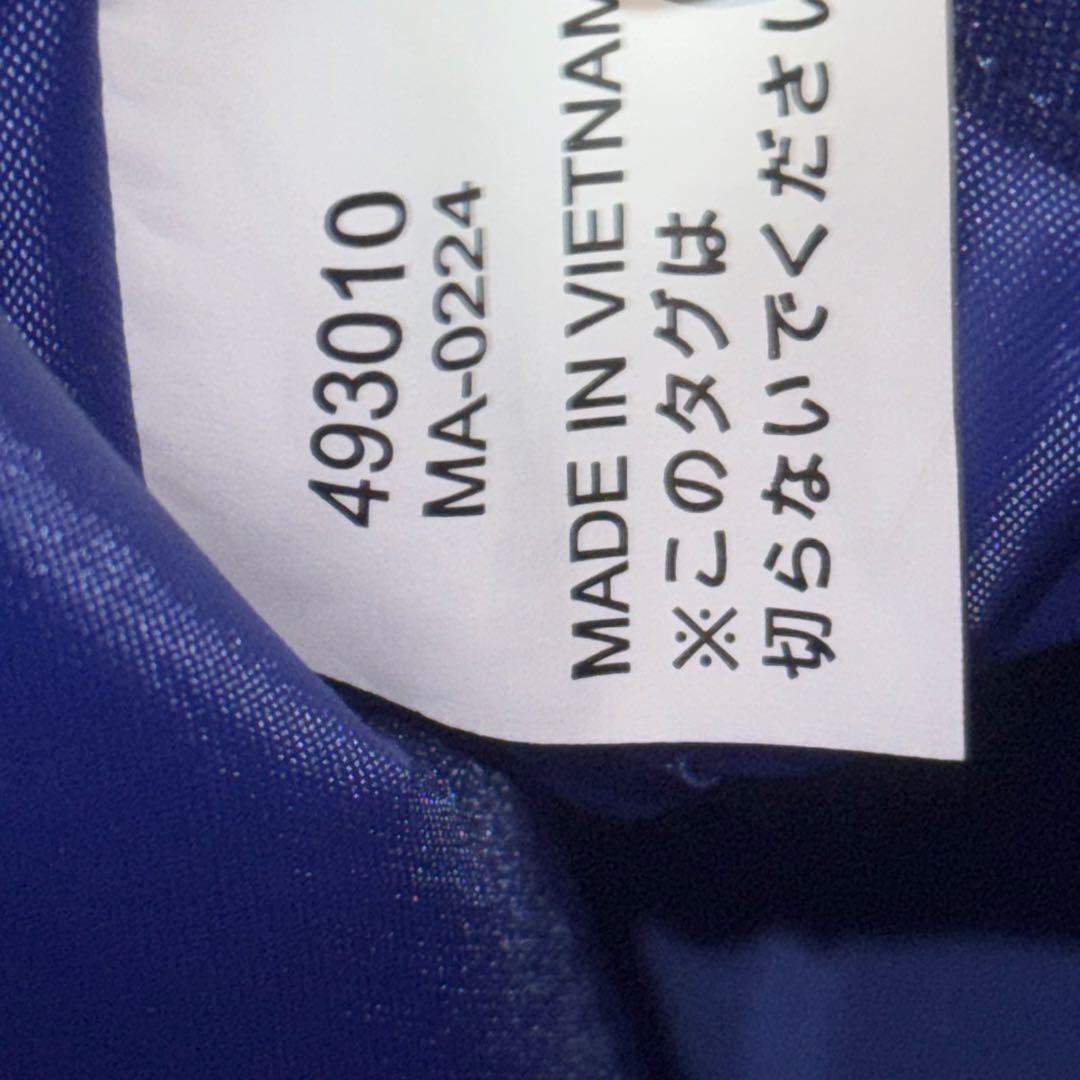 493010
MA-0224
MADE IN VIETNAM
※このタグは
切らないでください